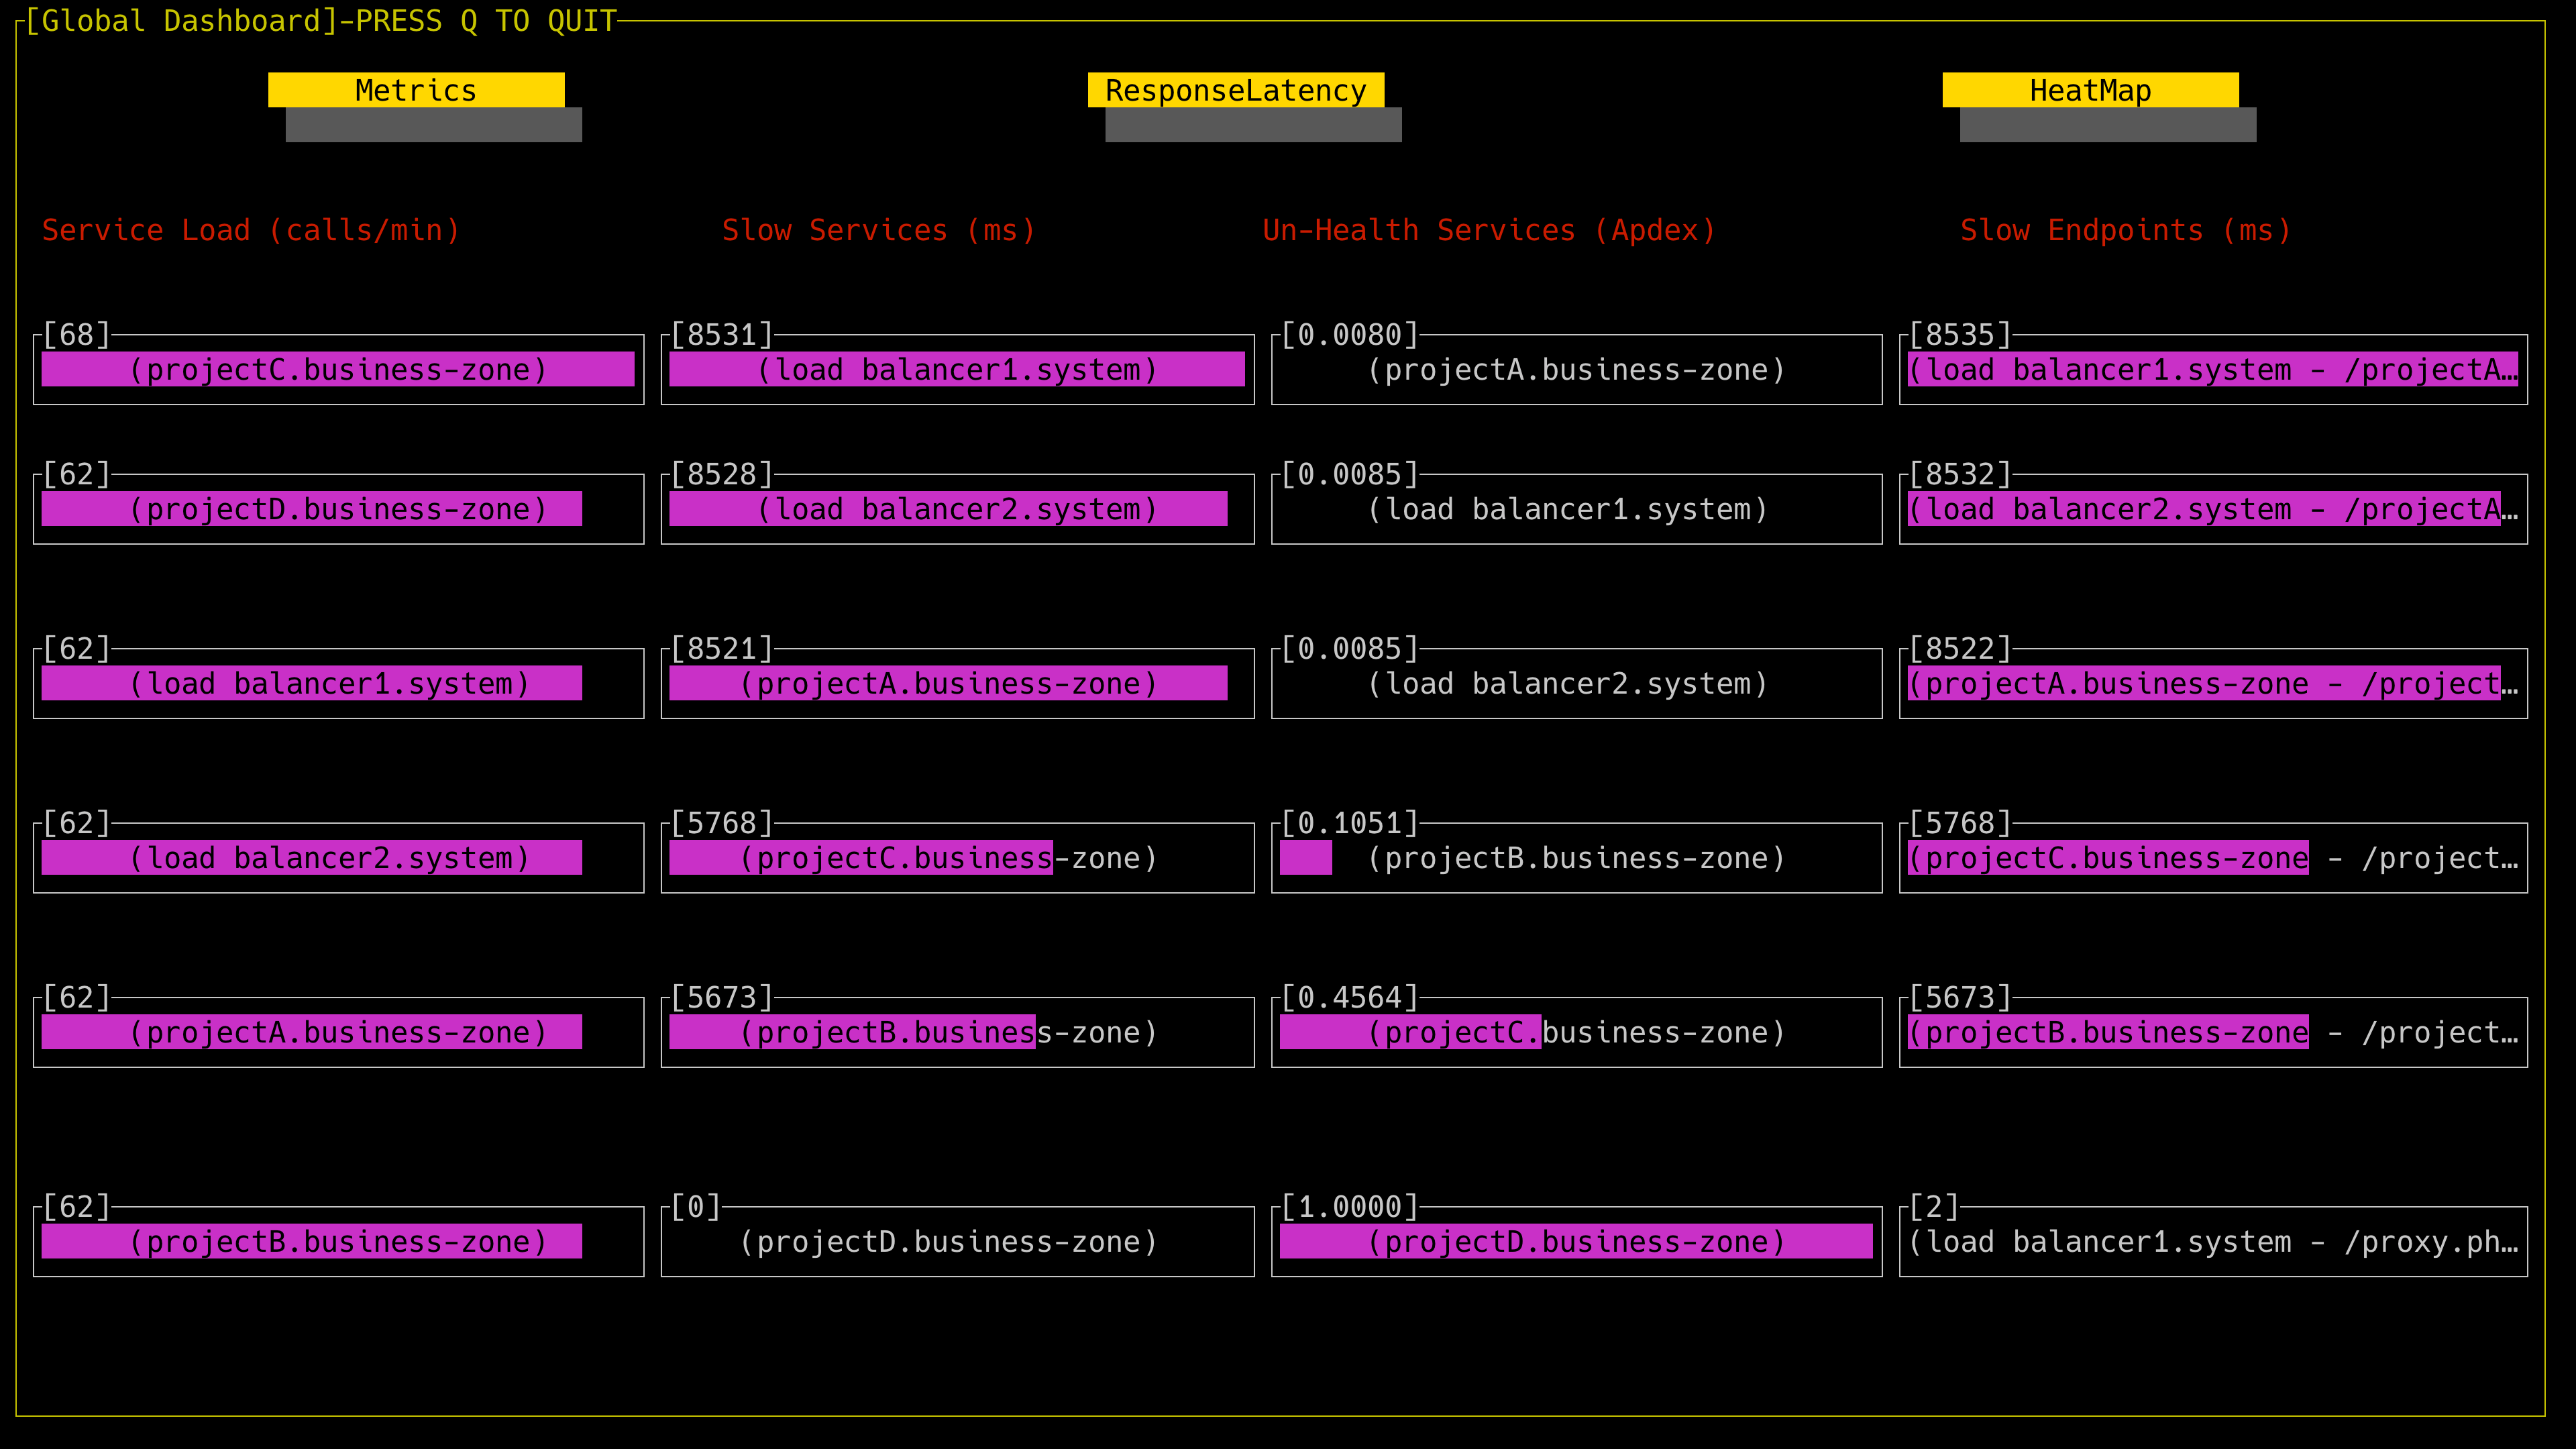 [Global Dashboard]-PRESS Q TO QUIT
Metrics ResponseLatency HeatMap
Service Load (calls/min) Slow Services (ms) Un-Health Services (Apdex) Slow Endpoints (ms)
[68] [8531] [0.0080] [8535]
(projectC.business-zone) (load balancer1.system) (projectA.business-zone) (load balancer1.system - /projectA…
[62] [8528] [0.0085] [8532]
(projectD.business-zone) (load balancer2.system) (load balancer1.system) (load balancer2.system - /projectA…
[62] [8521] [0.0085] [8522]
(load balancer1.system) (projectA.business-zone) (load balancer2.system) (projectA.business-zone - /project…
[62] [5768] [0.1051] [5768]
(load balancer2.system) (projectC.business-zone) (projectB.business-zone) (projectC.business-zone - /project…
[62] [5673] [0.4564] [5673]
(projectA.business-zone) (projectB.business-zone) (projectC.business-zone) (projectB.business-zone - /project…
[62] [0] [1.0000] [2]
(projectB.business-zone) (projectD.business-zone) (projectD.business-zone) (load balancer1.system - /proxy.ph…